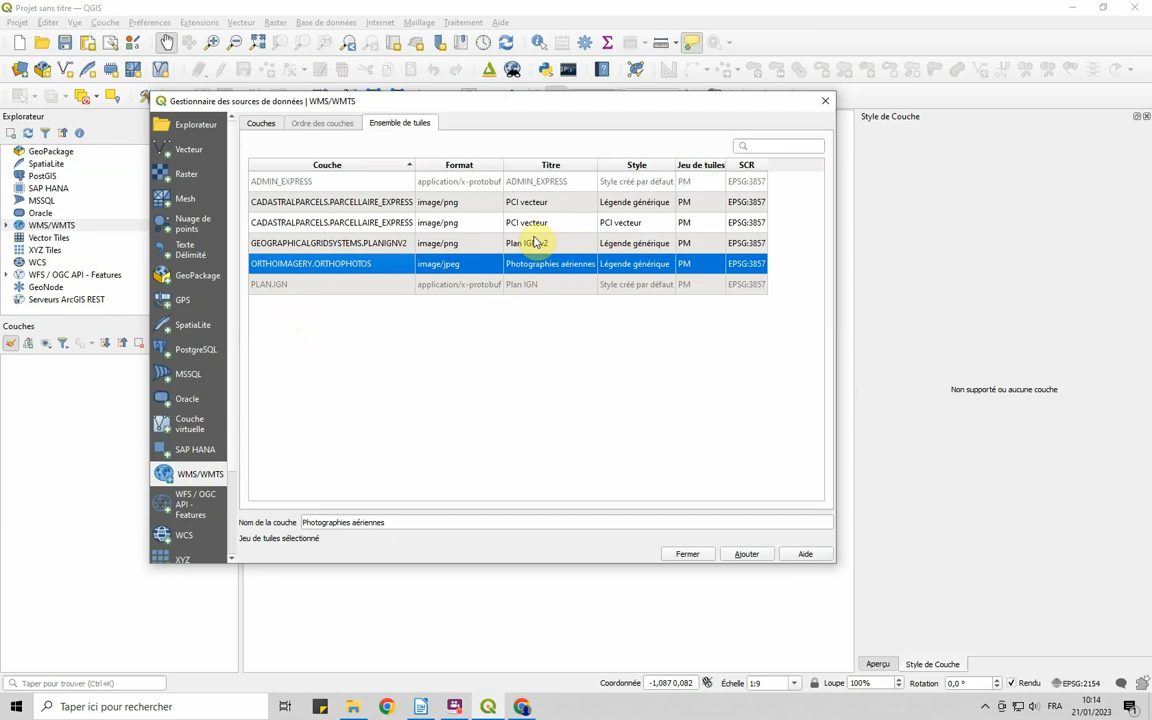 Projet sans titre — QGIS
Projet Éditer Vue Couche Préférences Extensions Vecteur Raster Base de données Internet Maillage Traitement Aide
Explorateur
GeoPackage
SpatiaLite
PostGIS
SAP HANA
MSSQL
Oracle
WMS/WMTS
Vector Tiles
XYZ Tiles
WCS
WFS / OGC API - Features
GeoNode
Serveurs ArcGIS REST
Couches
Gestionnaire des sources de données | WMS/WMTS
Explorateur
Vecteur
Raster
Mesh
Nuage de
points
Texte
Délimité
GeoPackage
GPS
SpatiaLite
PostgreSQL
MSSQL
Oracle
Couche
virtuelle
SAP HANA
WMS/WMTS
WFS / OGC
API -
Features
WCS
XYZ
Couches Ordre des couches Ensemble de tuiles
Couche Format Titre Style Jeu de tuiles SCR
ADMIN_EXPRESS application/x-protobuf ADMIN_EXPRESS Style créé par défaut PM EPSG:3857
CADASTRALPARCELS.PARCELLAIRE_EXPRESS image/png PCI vecteur Légende générique PM EPSG:3857
CADASTRALPARCELS.PARCELLAIRE_EXPRESS image/png PCI vecteur PCI vecteur PM EPSG:3857
GEOGRAPHICALGRIDSYSTEMS.PLANIGNV2 image/png Plan IGN v2 Légende générique PM EPSG:3857
ORTHOIMAGERY.ORTHOPHOTOS image/jpeg Photographies aériennes Légende générique PM EPSG:3857
PLAN.IGN application/x-protobuf Plan IGN Style créé par défaut PM EPSG:3857
Nom de la couche Photographies aériennes
Jeu de tuiles sélectionné
Fermer Ajouter Aide
Style de Couche
Non supporté ou aucune couche
Aperçu Style de Couche
Taper pour trouver (Ctrl+K) Coordonnée -1,087 0,082 Échelle 1:9 Loupe 100% Rotation 0,0 ° Rendu EPSG:2154
Taper ici pour rechercher
FRA
10:14
21/01/2023
1